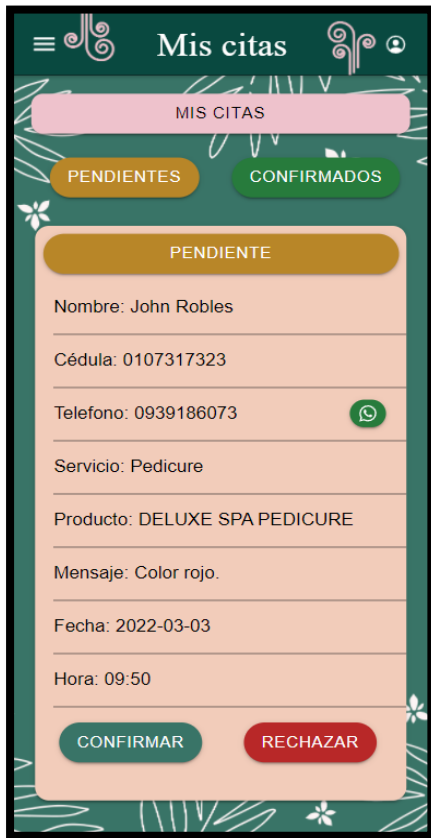 Mis citas
MIS CITAS
PENDIENTES
CONFIRMADOS
PENDIENTE
Nombre: John Robles
Cédula: 0107317323
Telefono: 0939186073
Servicio: Pedicure
Producto: DELUXE SPA PEDICURE
Mensaje: Color rojo.
Fecha: 2022-03-03
Hora: 09:50
CONFIRMAR
RECHAZAR